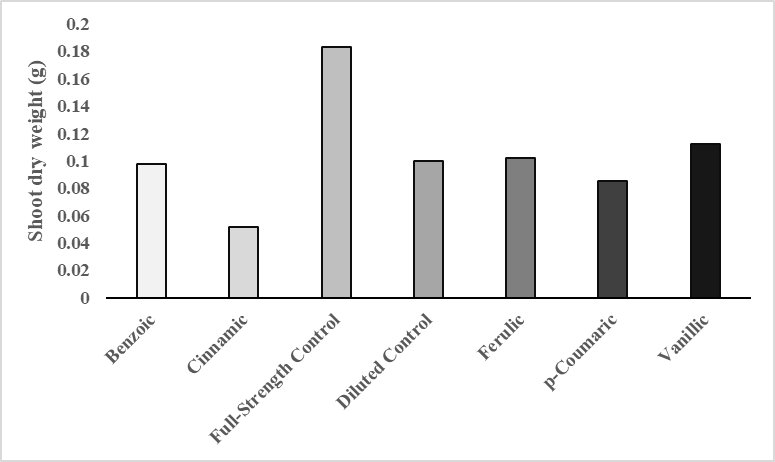 Shoot dry weight (g)
0.2
0.18
0.16
0.14
0.12
0.1
0.08
0.06
0.04
0.02
0
Benzoic
Cinnamic
Full-Strength Control
Diluted Control
Ferulic
p-Coumaric
Vanillic